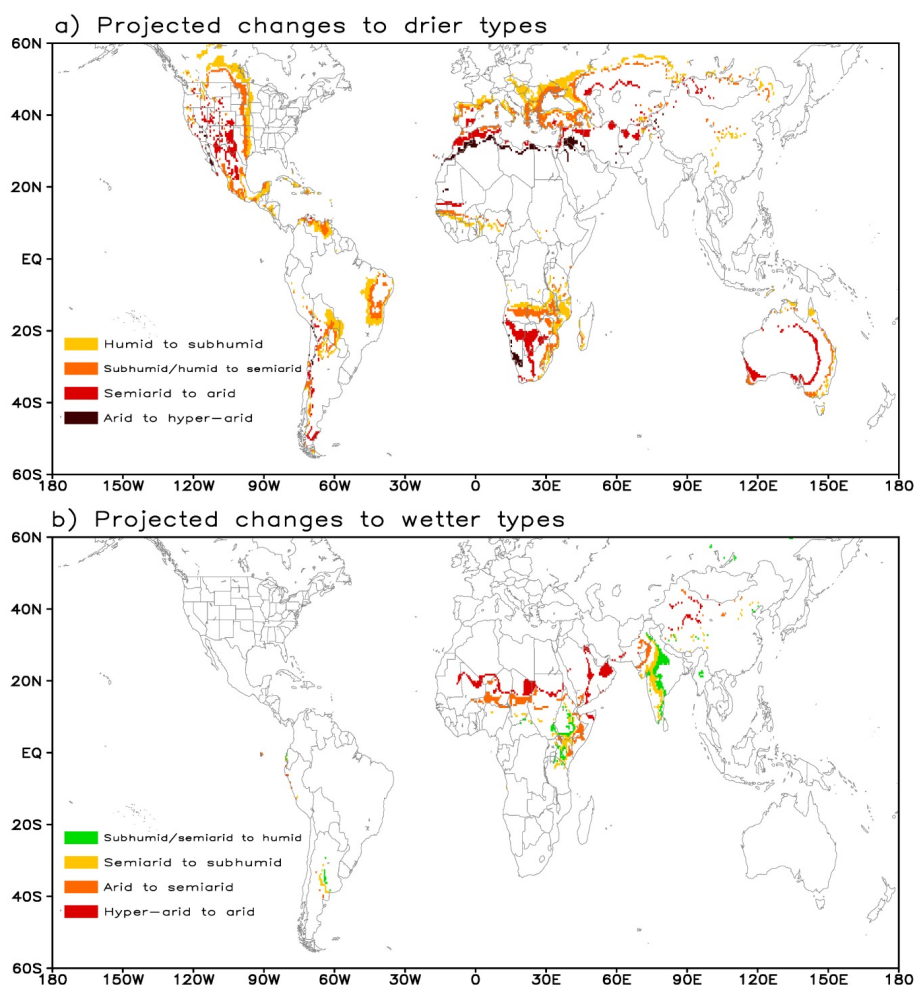 a) Projected changes to drier types
60N
40N
20N
EQ
20S
40S
60S
Humid to subhumid
Subhumid/humid to semiarid
Semiarid to arid
Arid to hyper-arid
180 150W 120W 90W 60W 30W 0 30E 60E 90E 120E 150E 180
b) Projected changes to wetter types
60N
40N
20N
EQ
20S
40S
60S
Subhumid/semiarid to humid
Semiarid to subhumid
Arid to semiarid
Hyper-arid to arid
180 150W 120W 90W 60W 30W 0 30E 60E 90E 120E 150E 180